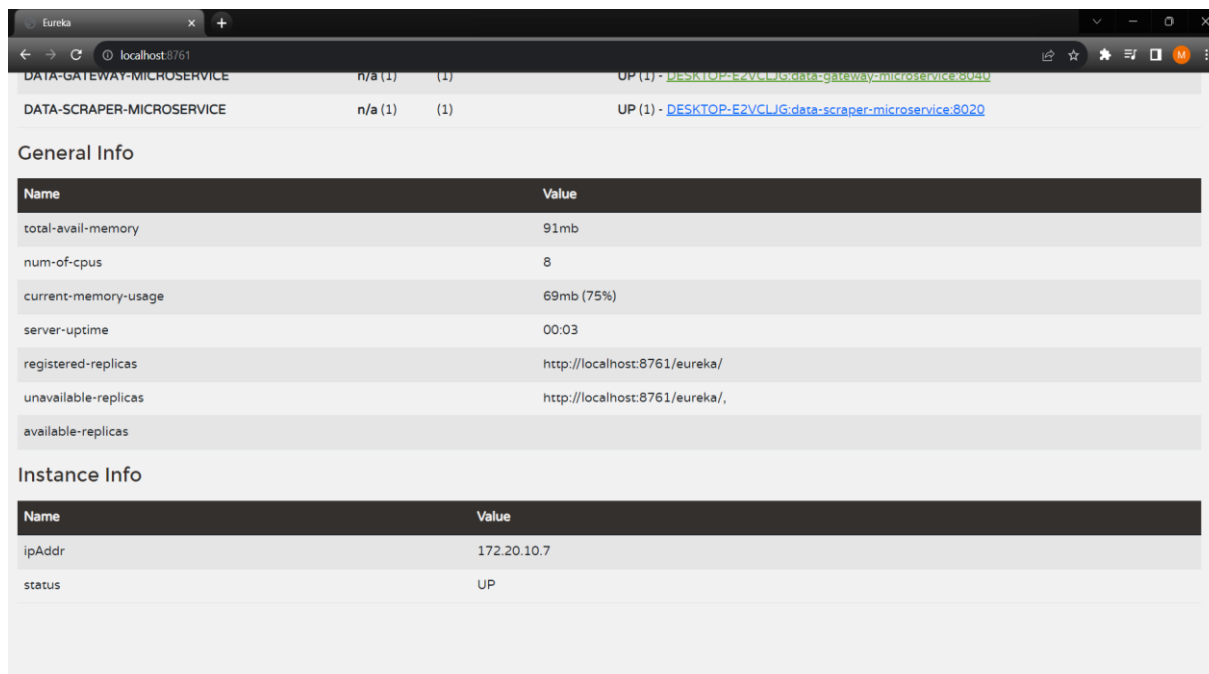 Eureka
localhost:8761
M
DATA-GATEWAY-MICROSERVICE n/a (1) (1) UP (1) - DESKTOP-E2VCLJG:data-gateway-microservice:8040
DATA-SCRAPER-MICROSERVICE n/a (1) (1) UP (1) - DESKTOP-E2VCLJG:data-scraper-microservice:8020
General Info
Name Value
total-avail-memory 91mb
num-of-cpus 8
current-memory-usage 69mb (75%)
server-uptime 00:03
registered-replicas http://localhost:8761/eureka/
unavailable-replicas http://localhost:8761/eureka/,
available-replicas
Instance Info
Name Value
ipAddr 172.20.10.7
status UP